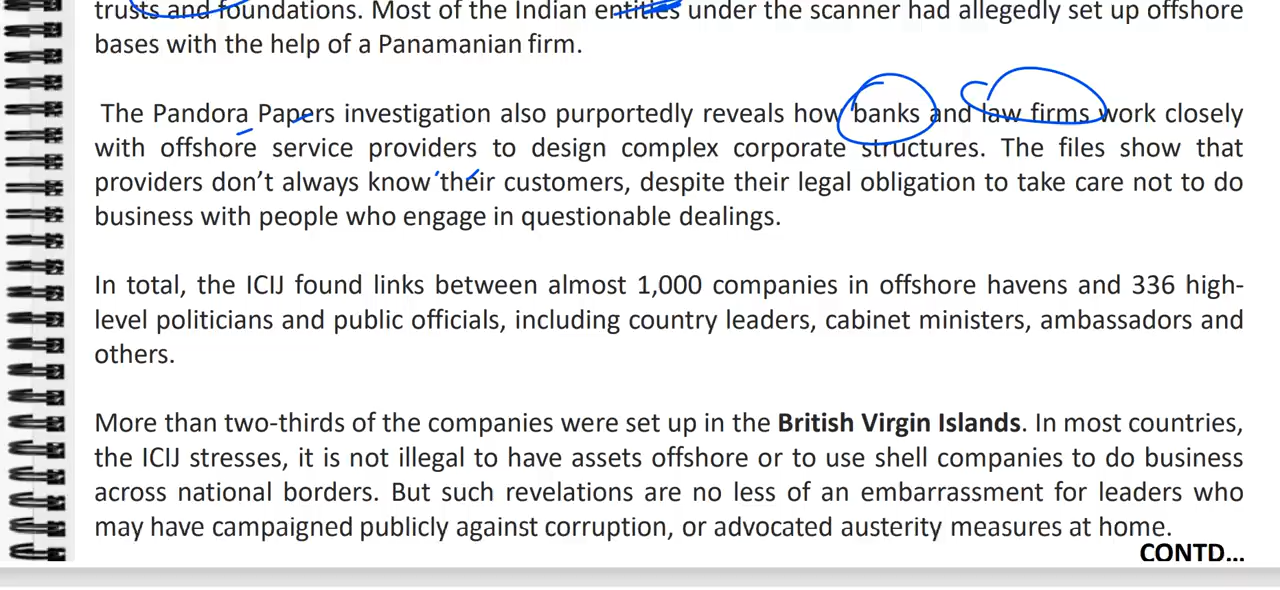 trusts and foundations. Most of the Indian entities under the scanner had allegedly set up offshore
bases with the help of a Panamanian firm.
The Pandora Papers investigation also purportedly reveals how banks and law firms work closely
with offshore service providers to design complex corporate structures. The files show that
providers don’t always know their customers, despite their legal obligation to take care not to do
business with people who engage in questionable dealings.
In total, the ICIJ found links between almost 1,000 companies in offshore havens and 336 high-
level politicians and public officials, including country leaders, cabinet ministers, ambassadors and
others.
More than two-thirds of the companies were set up in the British Virgin Islands. In most countries,
the ICIJ stresses, it is not illegal to have assets offshore or to use shell companies to do business
across national borders. But such revelations are no less of an embarrassment for leaders who
may have campaigned publicly against corruption, or advocated austerity measures at home.
CONTD...